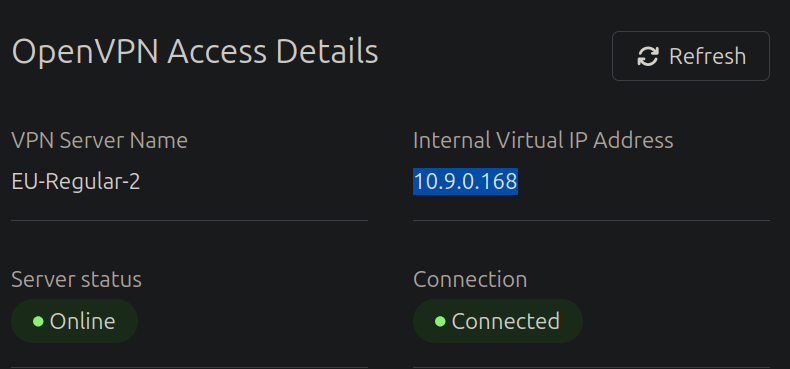 OpenVPN Access Details
Refresh
VPN Server Name
Internal Virtual IP Address
EU-Regular-2
10.9.0.168
Server status
Connection
Online
Connected